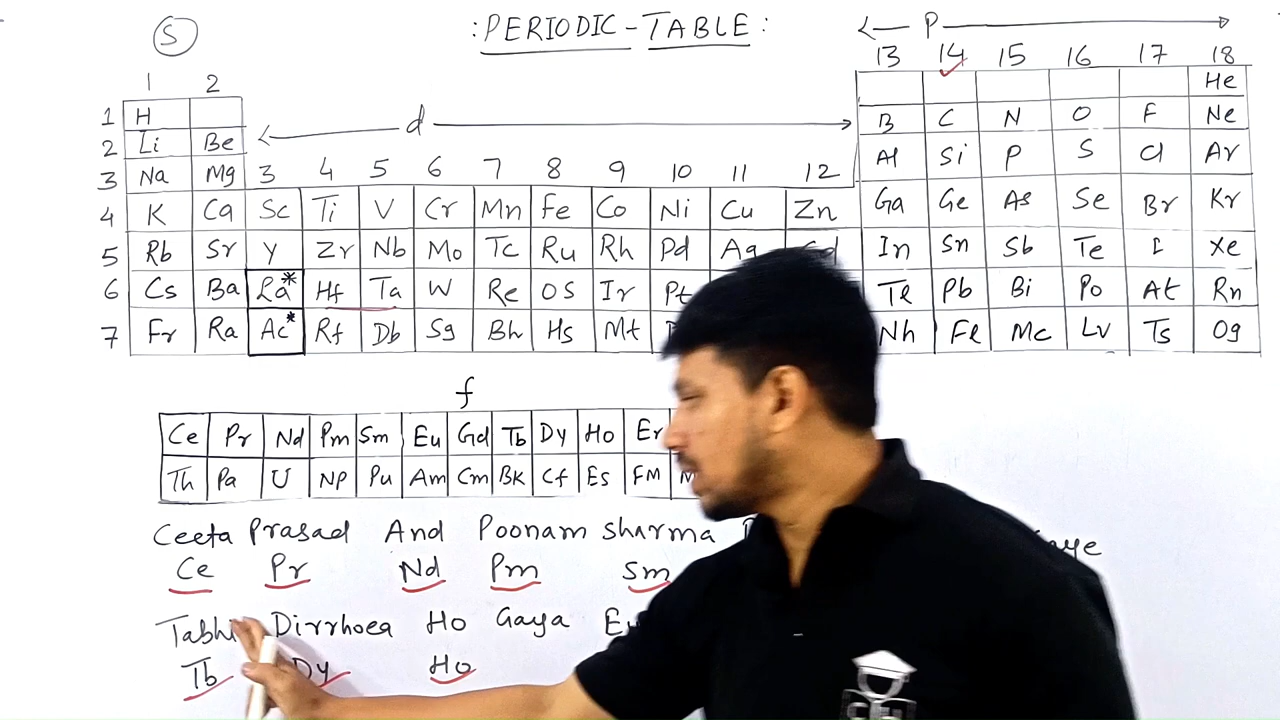 S :PERIODIC-TABLE: P
13 14 15 16 17 18
1 2 He
1 H d B C N O F Ne
2 Li Be Al Si P S Cl Ar
3 Na Mg 3 4 5 6 7 8 9 10 11 12
4 K Ca Sc Ti V Cr Mn Fe Co Ni Cu Zn Ga Ge As Se Br Kr
5 Rb Sr Y Zr Nb Mo Tc Ru Rh Pd Ag Cd In Sn Sb Te I Xe
6 Cs Ba La* Hf Ta W Re Os Ir Pt Tl Pb Bi Po At Rn
7 Fr Ra Ac* Rf Db Sg Bh Hs Mt Nh Fl Mc Lv Ts Og
f
Ce Pr Nd Pm Sm Eu Gd Tb Dy Ho Er
Th Pa U NP Pu Am Cm BK Cf Es FM
Ceeta Prasad And Poonam Sharma
Ce Pr Nd Pm Sm
Tabhi Dirrhoea Ho Gaya
Tb Dy Ho